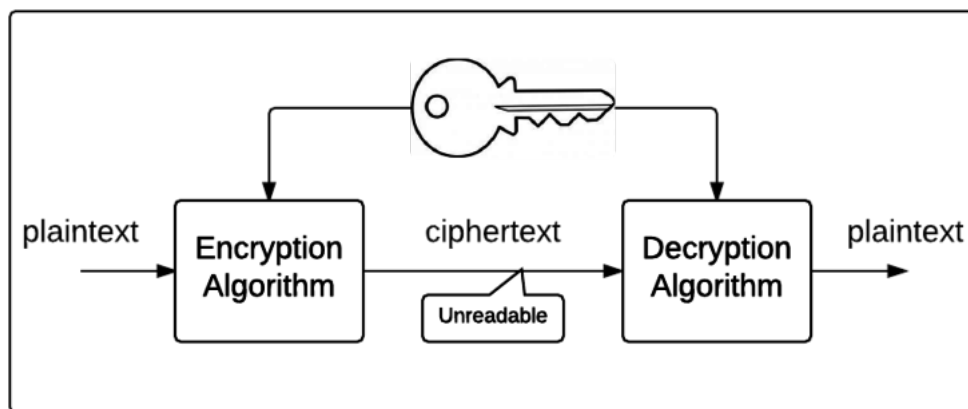 plaintext
Encryption
Algorithm
ciphertext
Unreadable
Decryption
Algorithm
plaintext